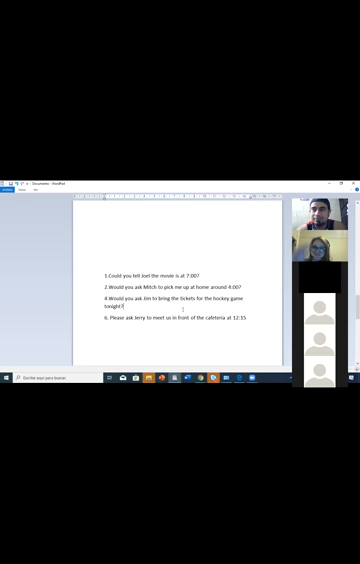 Documento - WordPad
1.Could you tell Joel the movie is at 7:00?
2.Would you ask Mitch to pick me up at home around 4:00?
4.Would you ask Jim to bring the tickets for the hockey game
tonight?
6. Please ask Jerry to meet us in front of the cafeteria at 12:15
Escribe aquí para buscar